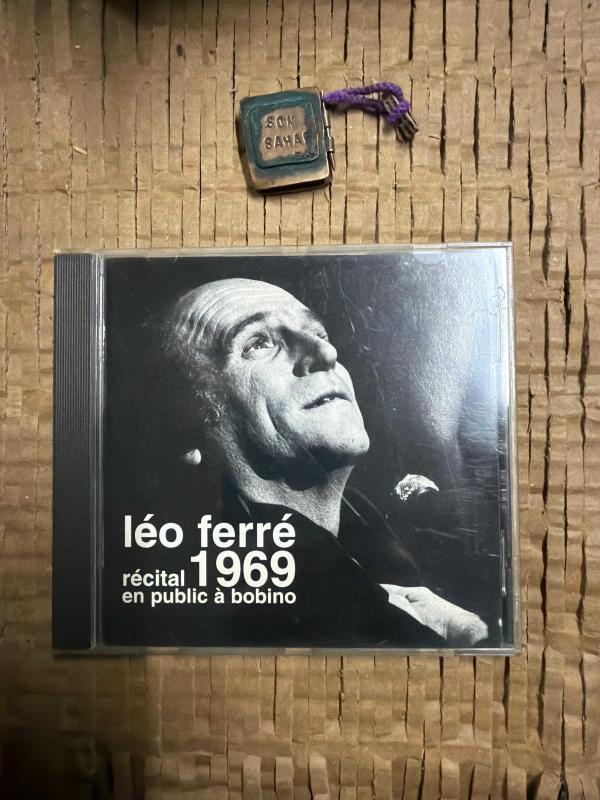 SON
SAHAF
léo ferré
récital 1969
en public à bobino